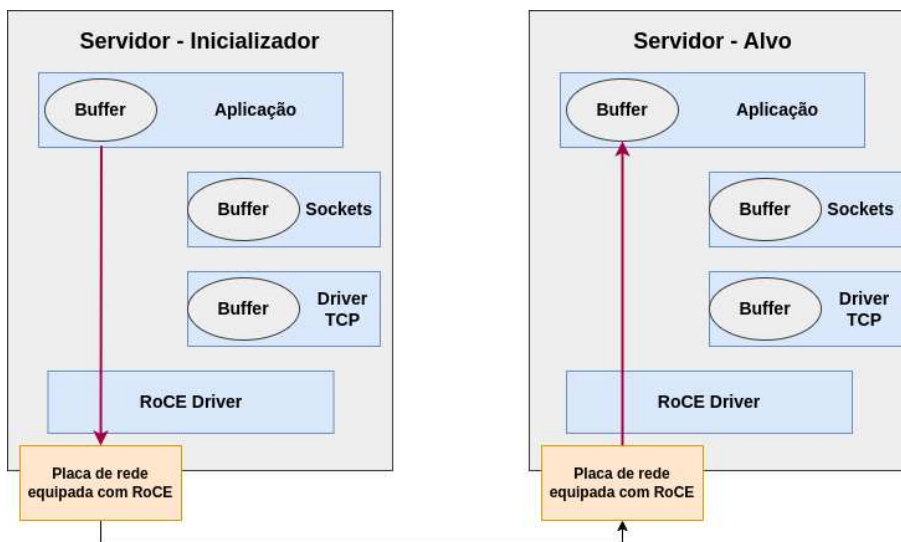 Servidor - Inicializador
Buffer
Aplicação
Buffer
Sockets
Buffer
Driver
TCP
RoCE Driver
Placa de rede
equipada com RoCE
Servidor - Alvo
Buffer
Aplicação
Buffer
Sockets
Buffer
Driver
TCP
RoCE Driver
Placa de rede
equipada com RoCE